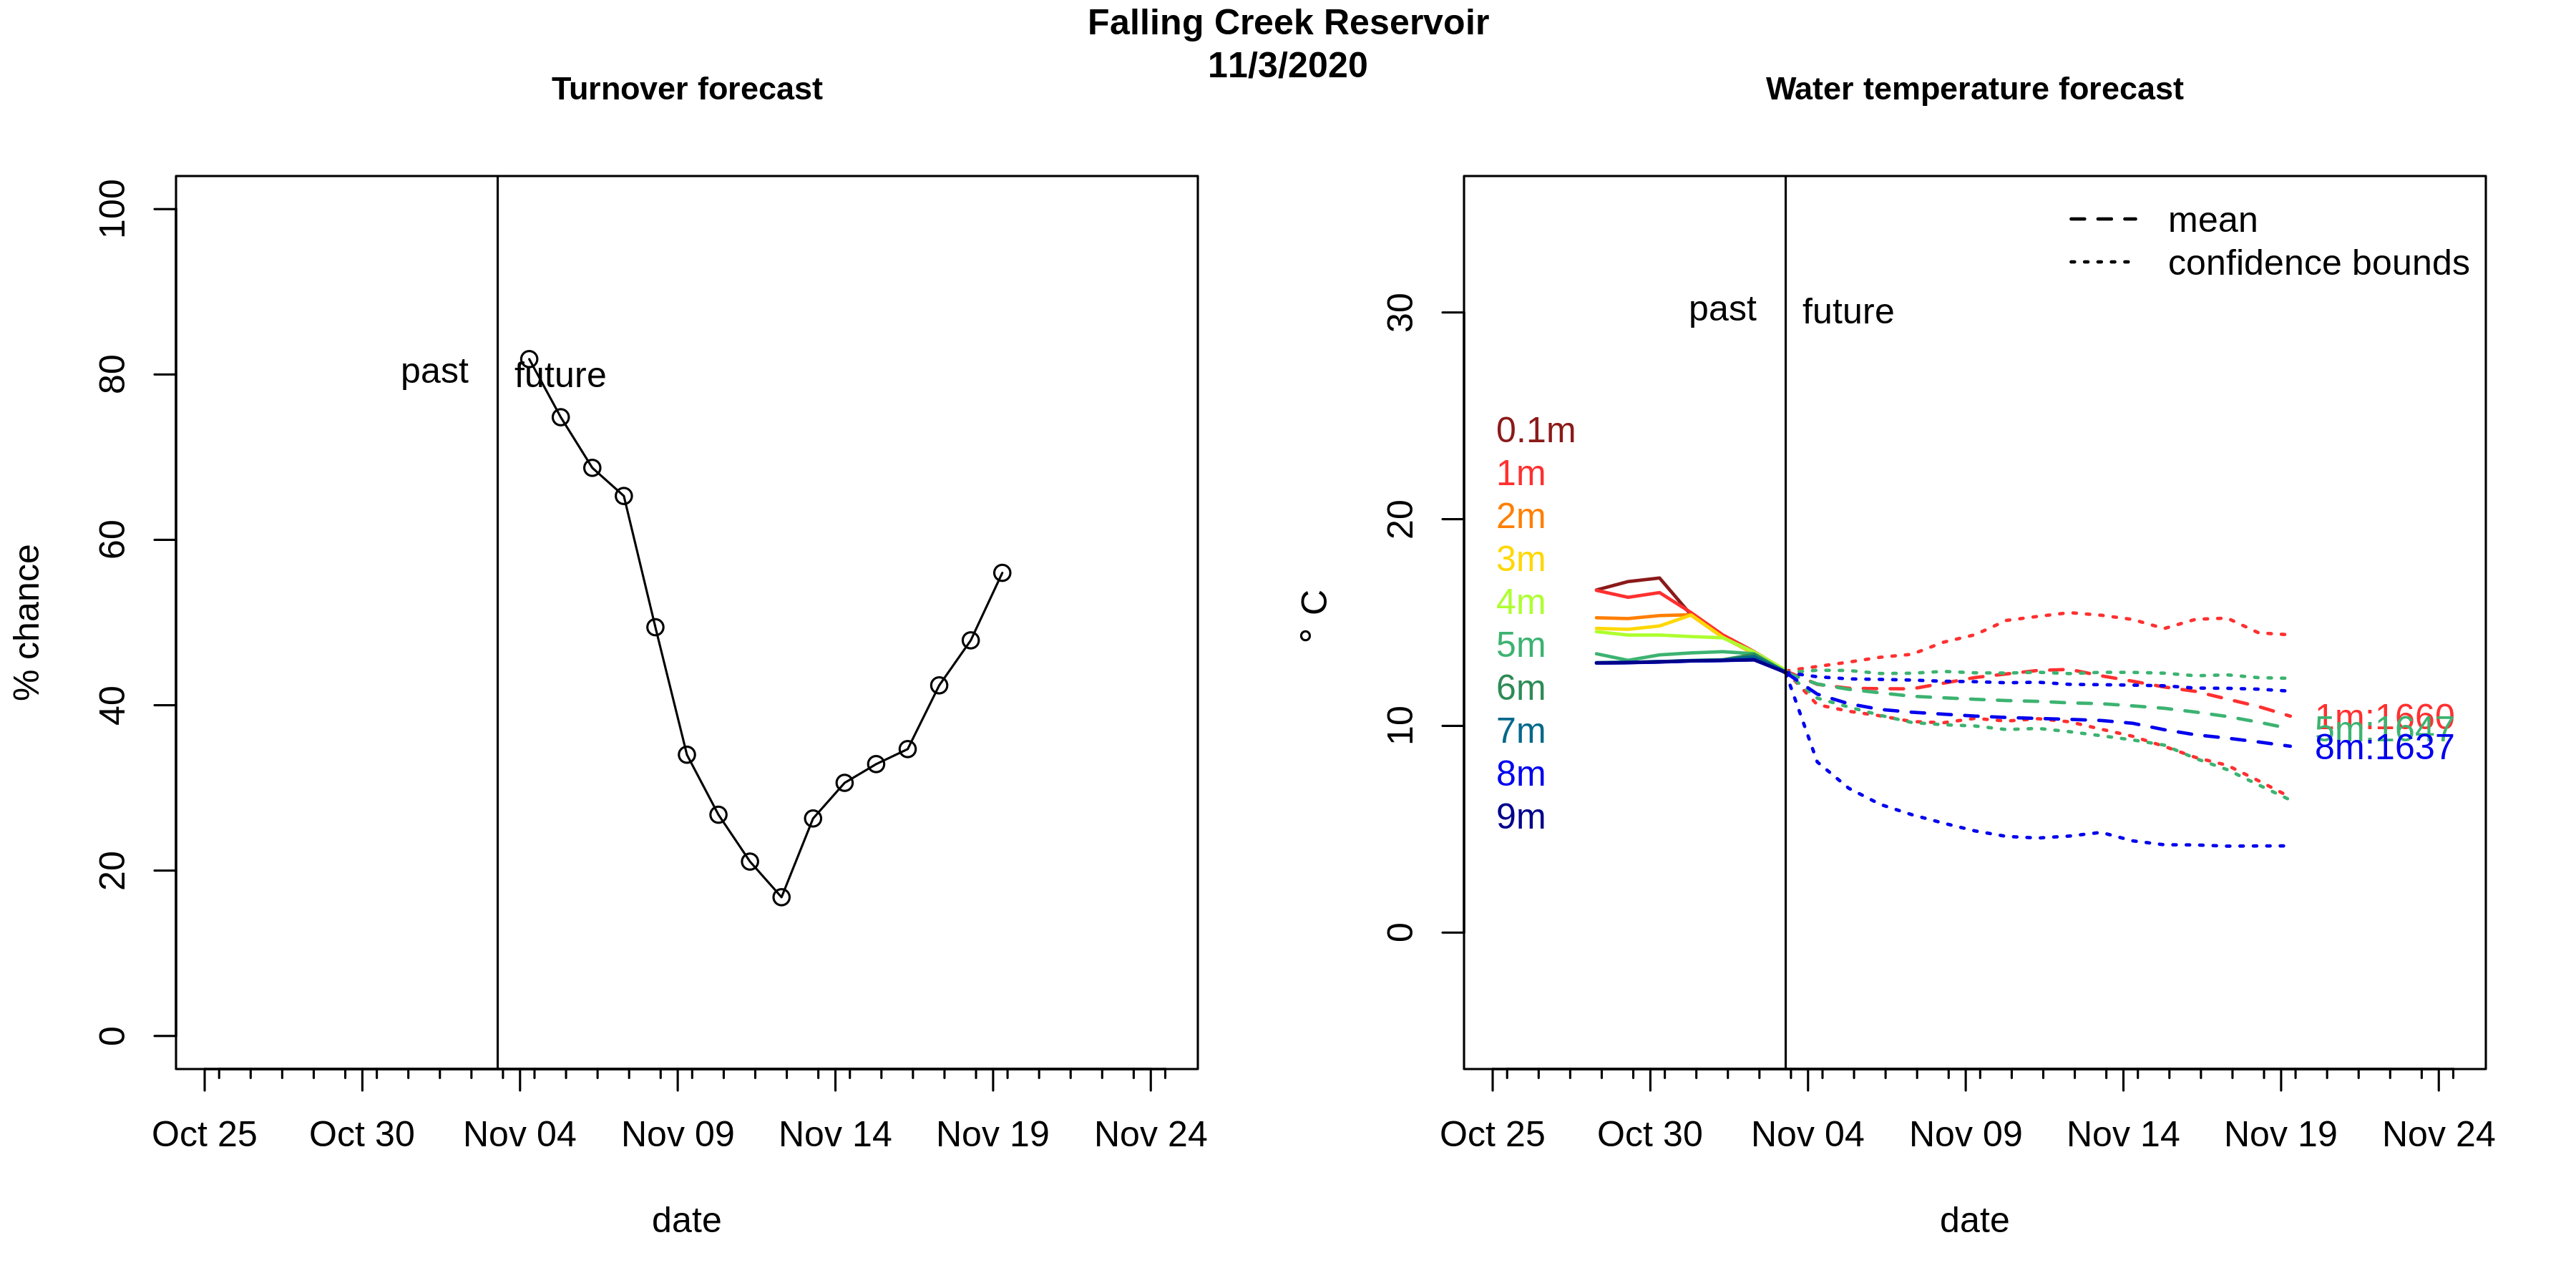 Falling Creek Reservoir
11/3/2020
Turnover forecast
% chance
100
80
60
40
20
0
past
future
Oct 25
Oct 30
Nov 04
Nov 09
Nov 14
Nov 19
Nov 24
date
Water temperature forecast
° C
30
20
10
0
mean
confidence bounds
past
future
0.1m
1m
2m
3m
4m
5m
6m
7m
8m
9m
1m:1660
5m:1647
8m:1637
Oct 25
Oct 30
Nov 04
Nov 09
Nov 14
Nov 19
Nov 24
date